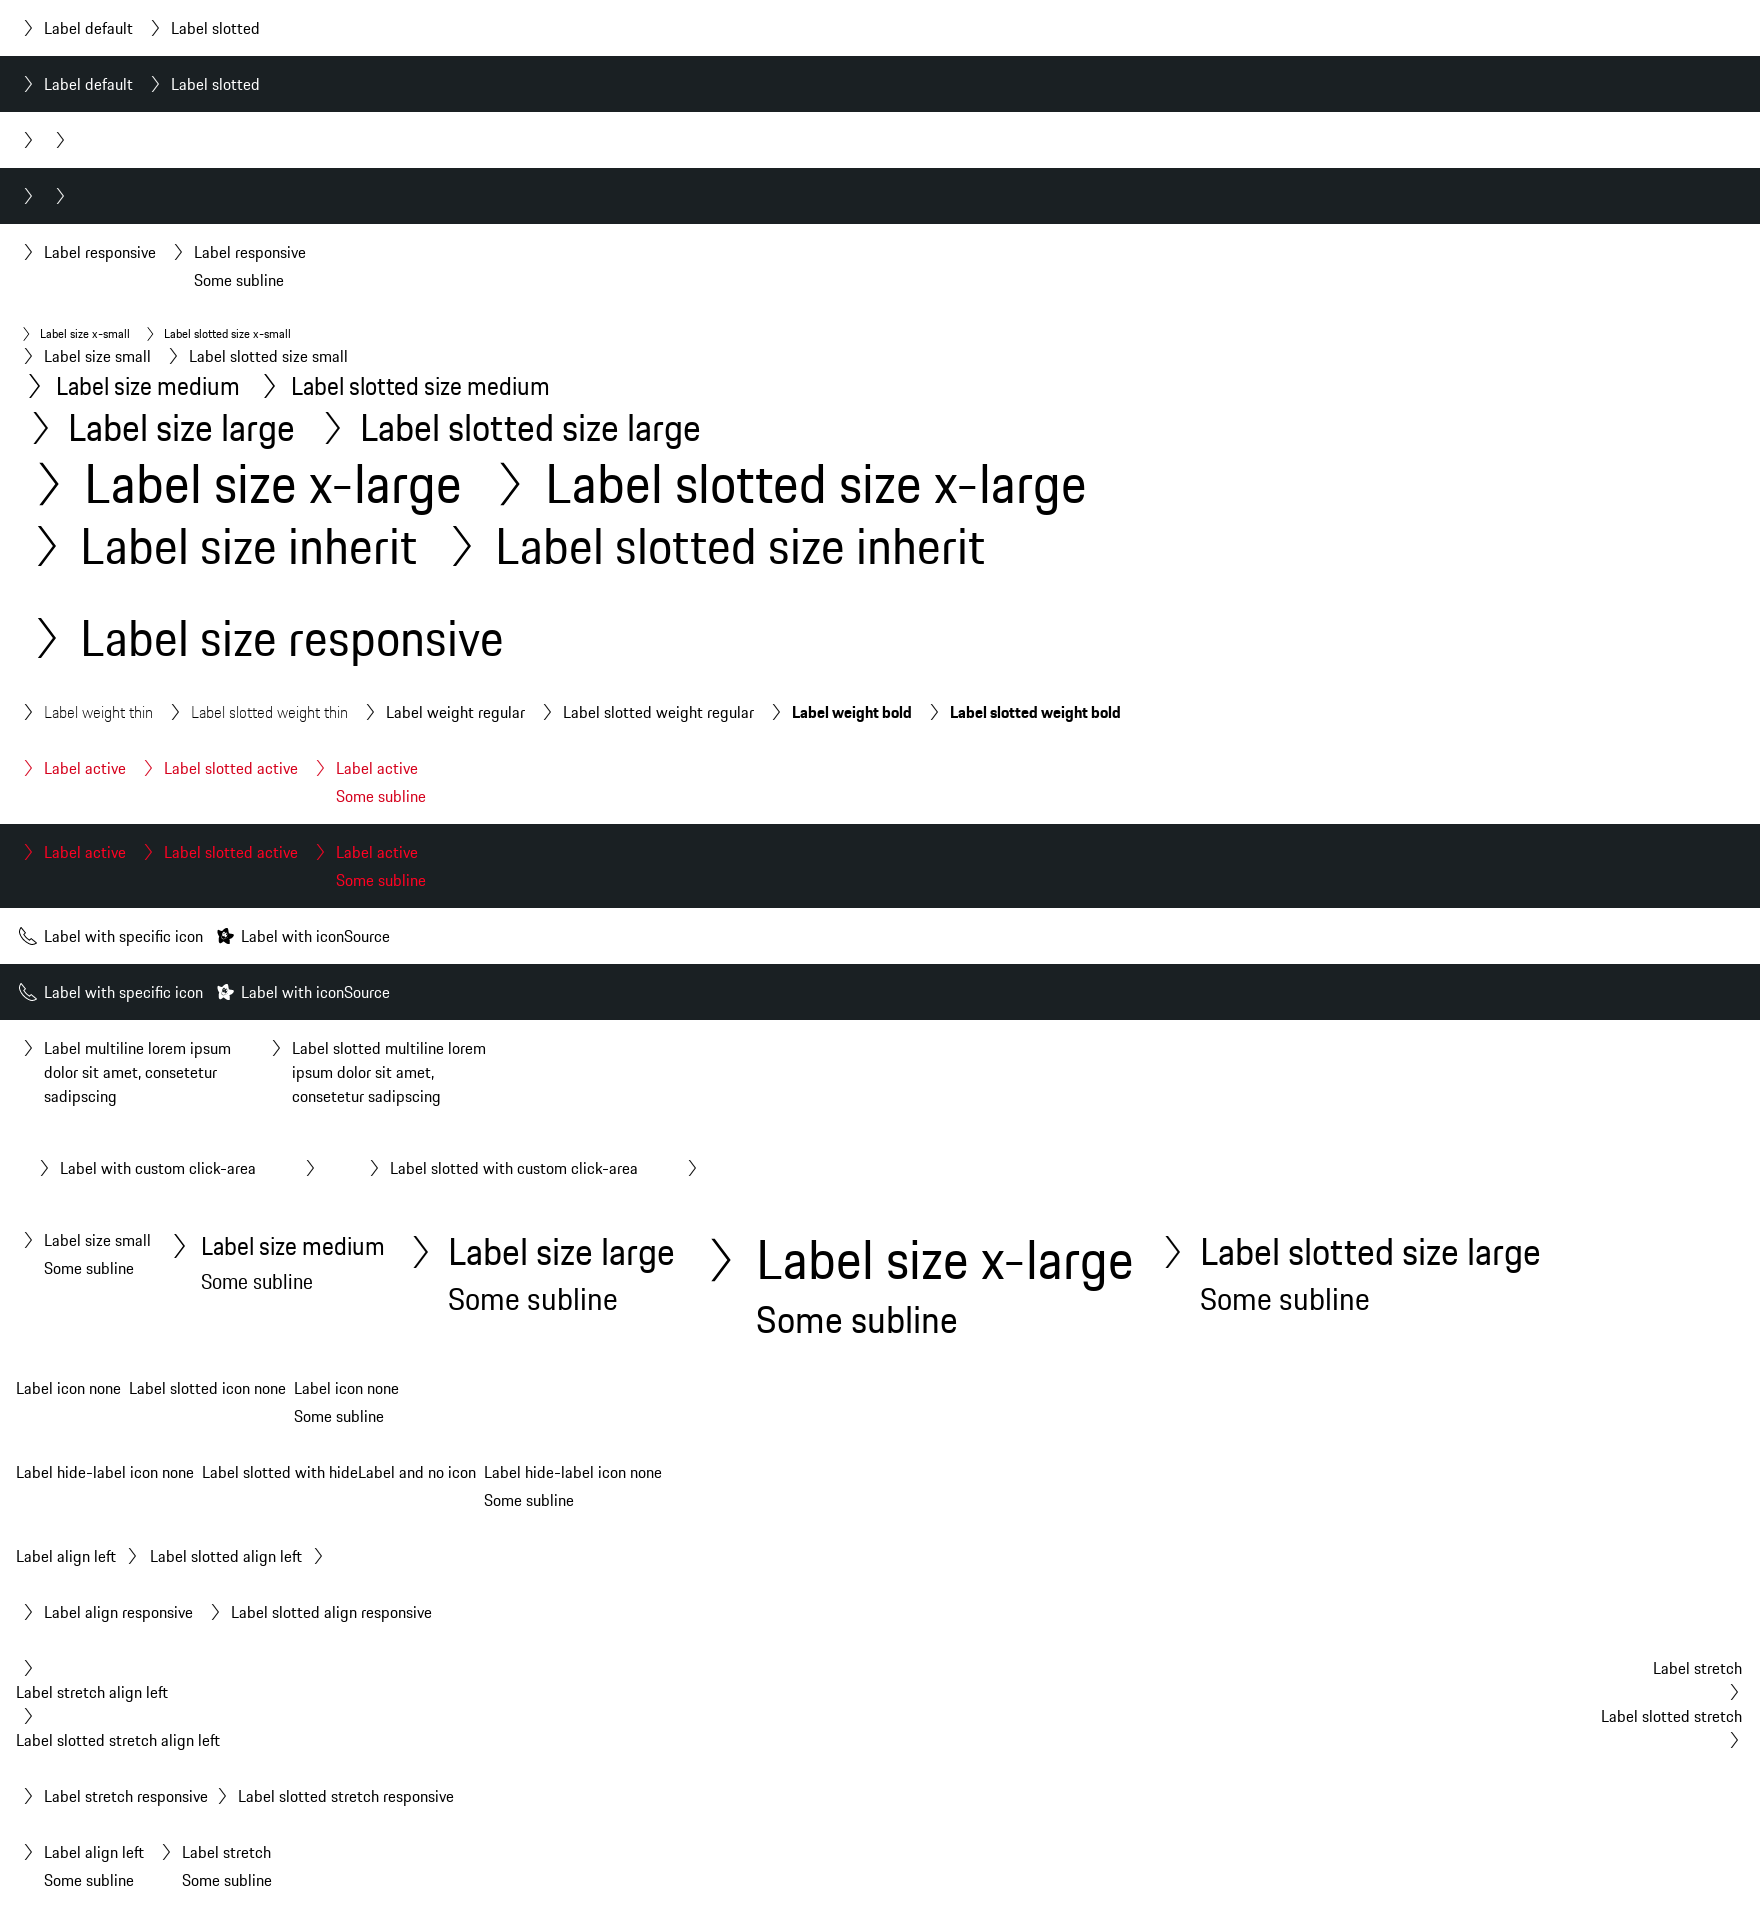 Label default Label slotted
Label default Label slotted
Label responsive Label responsive
Some subline
Label size x-small Label slotted size x-small
Label size small Label slotted size small
Label size medium Label slotted size medium
Label size large Label slotted size large
Label size x-large Label slotted size x-large
Label size inherit Label slotted size inherit
Label size responsive
Label weight thin Label slotted weight thin Label weight regular Label slotted weight regular Label weight bold Label slotted weight bold
Label active Label slotted active Label active
Some subline
Label active Label slotted active Label active
Some subline
Label with specific icon Label with iconSource
Label with specific icon Label with iconSource
Label multiline lorem ipsum
dolor sit amet, consetetur
sadipscing
Label slotted multiline lorem
ipsum dolor sit amet,
consetetur sadipscing
Label with custom click-area Label slotted with custom click-area
Label size small
Some subline
Label size medium
Some subline
Label size large
Some subline
Label size x-large
Some subline
Label slotted size large
Some subline
Label icon none Label slotted icon none Label icon none
Some subline
Label hide-label icon none Label slotted with hideLabel and no icon Label hide-label icon none
Some subline
Label align left Label slotted align left
Label align responsive Label slotted align responsive
Label stretch
Label stretch align left
Label slotted stretch
Label slotted stretch align left
Label stretch responsive Label slotted stretch responsive
Label align left Label stretch
Some subline Some subline